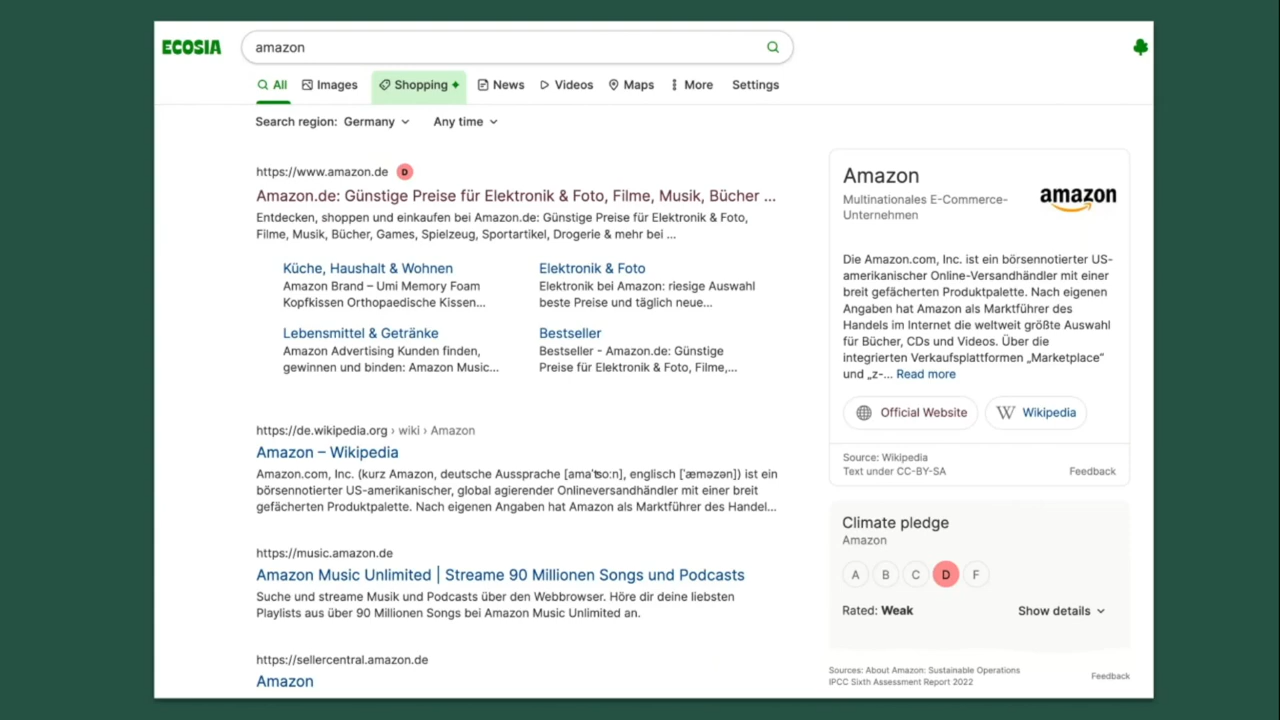 ECOSIA
amazon
All Images Shopping News Videos Maps More Settings
Search region: Germany Any time
https://www.amazon.de D
Amazon.de: Günstige Preise für Elektronik & Foto, Filme, Musik, Bücher ...
Entdecken, shoppen und einkaufen bei Amazon.de: Günstige Preise für Elektronik & Foto,
Filme, Musik, Bücher, Games, Spielzeug, Sportartikel, Drogerie & mehr bei ...
Küche, Haushalt & Wohnen
Amazon Brand – Umi Memory Foam
Kopfkissen Orthopaedische Kissen...
Elektronik & Foto
Elektronik bei Amazon: riesige Auswahl
beste Preise und täglich neue...
Lebensmittel & Getränke
Amazon Advertising Kunden finden,
gewinnen und binden: Amazon Music...
Bestseller
Bestseller - Amazon.de: Günstige
Preise für Elektronik & Foto, Filme,...
https://de.wikipedia.org › wiki › Amazon
Amazon – Wikipedia
Amazon.com, Inc. (kurz Amazon, deutsche Aussprache [amaˈʦoːn], englisch [ˈæməzən]) ist ein
börsennotierter US-amerikanischer, global agierender Onlineversandhändler mit einer breit
gefächerten Produktpalette. Nach eigenen Angaben hat Amazon als Marktführer des Handel...
https://music.amazon.de
Amazon Music Unlimited | Streame 90 Millionen Songs und Podcasts
Suche und streame Musik und Podcasts über den Webbrowser. Höre dir deine liebsten
Playlists aus über 90 Millionen Songs bei Amazon Music Unlimited an.
https://sellercentral.amazon.de
Amazon
Amazon
Multinationales E-Commerce-
Unternehmen
amazon
Die Amazon.com, Inc. ist ein börsennotierter US-
amerikanischer Online-Versandhändler mit einer
breit gefächerten Produktpalette. Nach eigenen
Angaben hat Amazon als Marktführer des
Handels im Internet die weltweit größte Auswahl
für Bücher, CDs und Videos. Über die
integrierten Verkaufsplattformen „Marketplace“
und „z-... Read more
Official Website W Wikipedia
Source: Wikipedia
Text under CC-BY-SA Feedback
Climate pledge
Amazon
A B C D F
Rated: Weak Show details
Sources: About Amazon: Sustainable Operations
IPCC Sixth Assessment Report 2022 Feedback